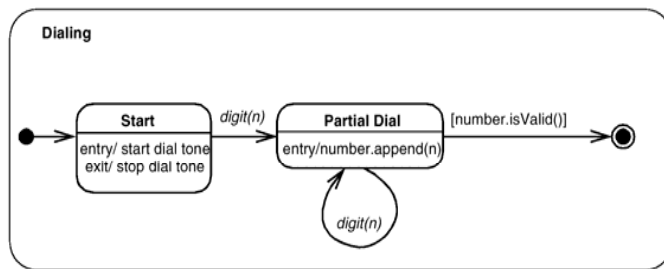 Dialing
Start
entry/ start dial tone
exit/ stop dial tone
digit(n)
Partial Dial
entry/number.append(n)
digit(n)
[number.isValid()]